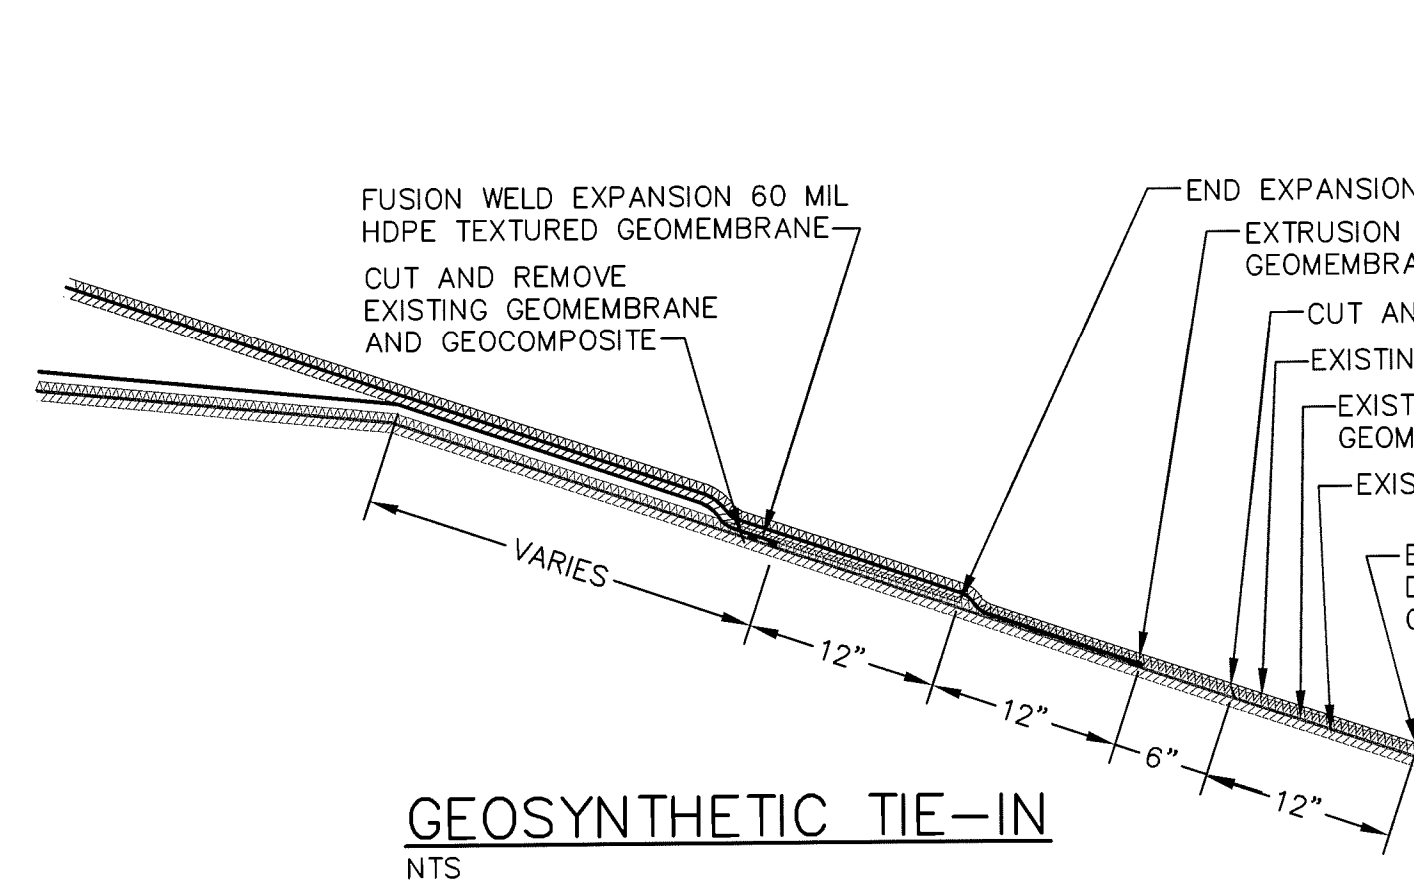 FUSION WELD EXPANSION 60 MIL
HDPE TEXTURED GEOMEMBRANE
CUT AND REMOVE
EXISTING GEOMEMBRANE
AND GEOCOMPOSITE
END EXPANSION
EXTRUSION
GEOMEMBRA
CUT AN
EXISTIN
EXIST
GEOM
EXIS
VARIES
12”
12”
6”
12”
GEOSYNTHETIC TIE–IN
NTS